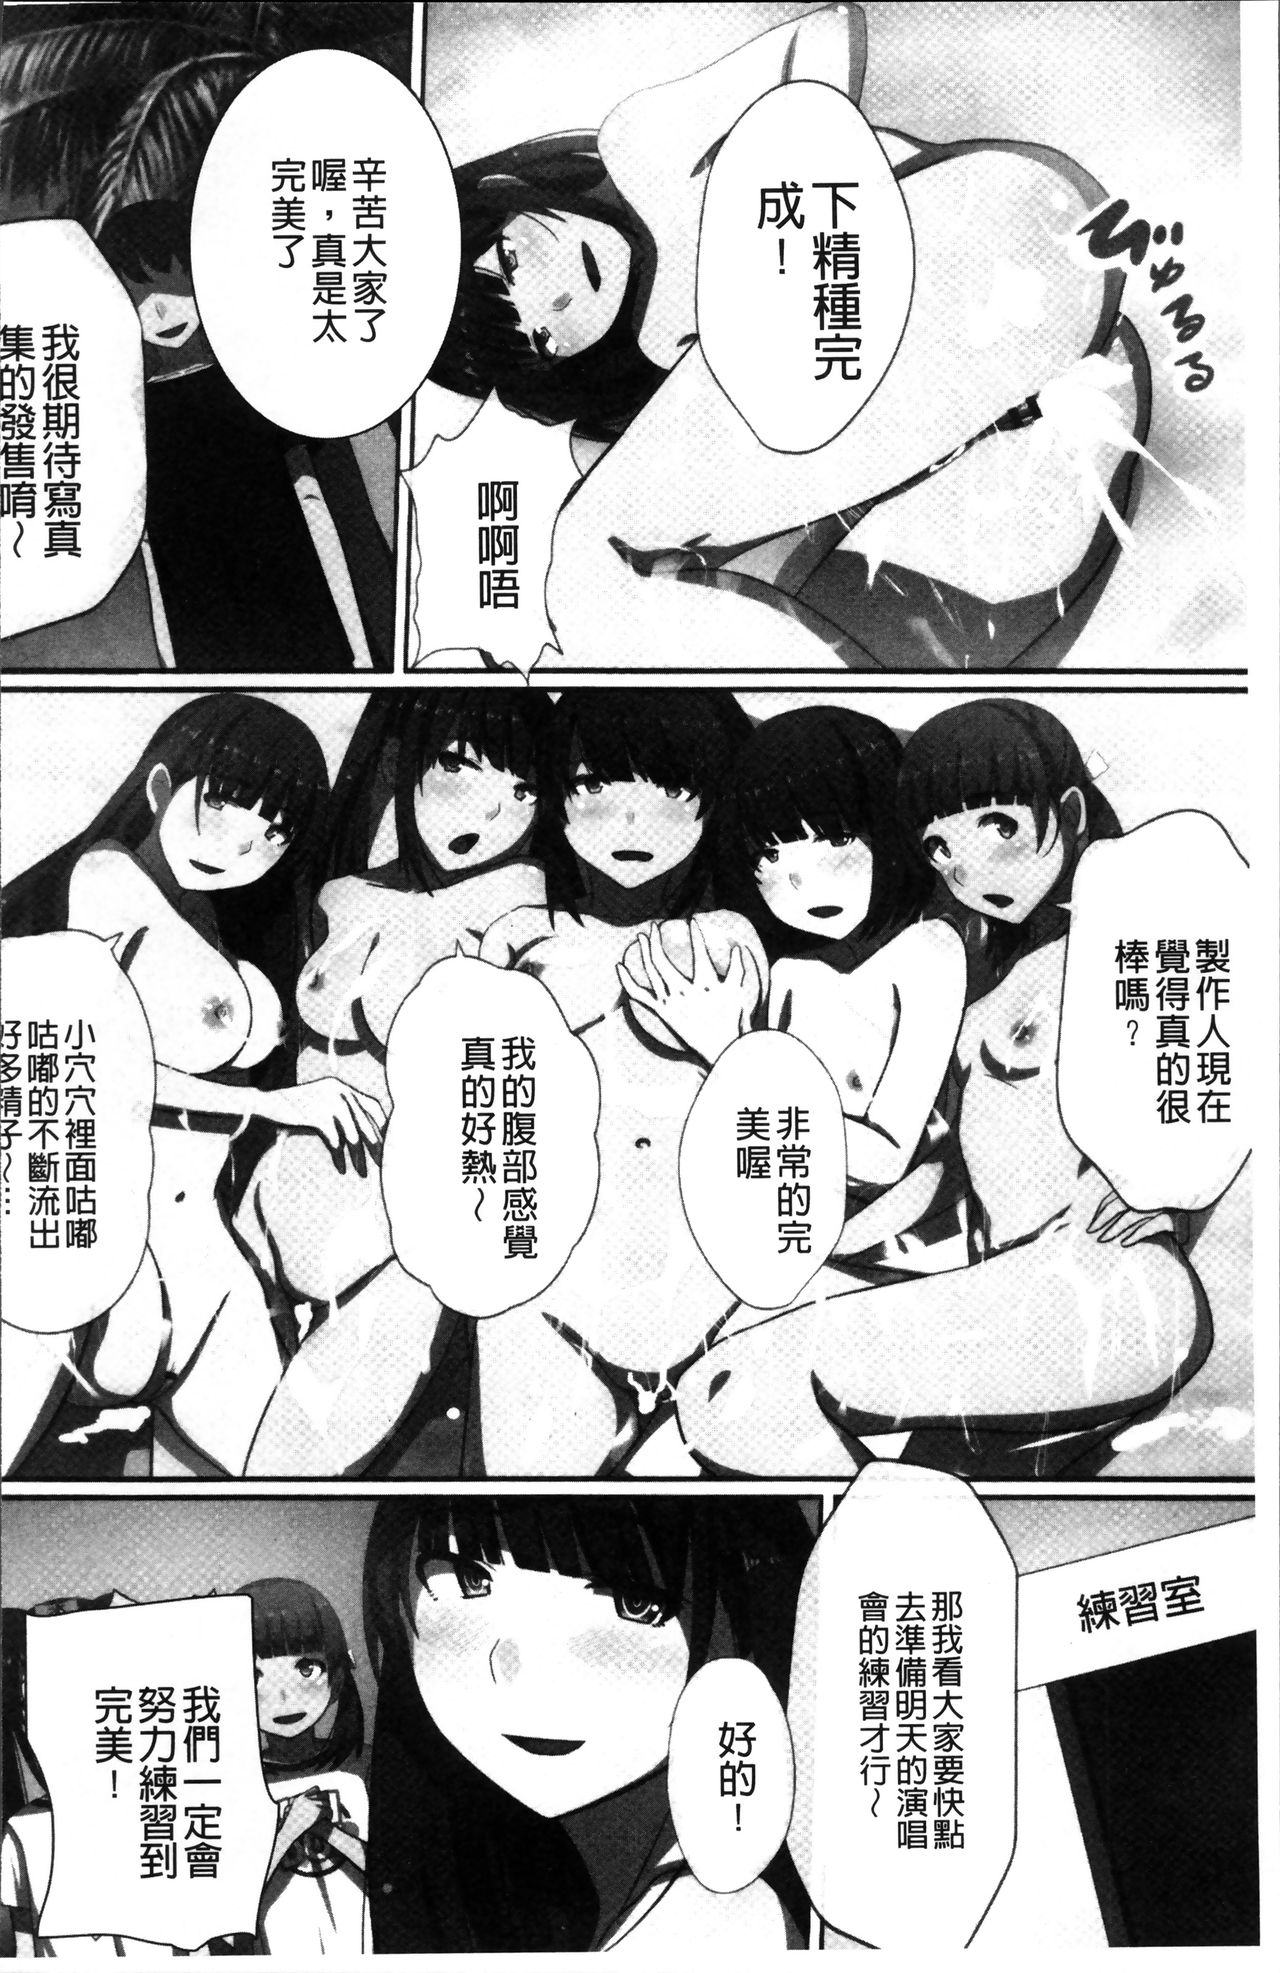 下精種完
成！
びゅるるる
啊啊唔
辛苦大家了
喔，真是太
完美了
我很期待寫真
集的發售唷～
製作人現在
覺得真的很
棒嗎？
非常的完
美喔
我的腹部感覺
真的好熱～
小穴穴裡面咕嘟
咕嘟的不斷流出
好多精子～…
練習室
那我看大家要快點
去準備明天的演唱
會的練習才行～
好的！
我們一定會
努力練習到
完美！